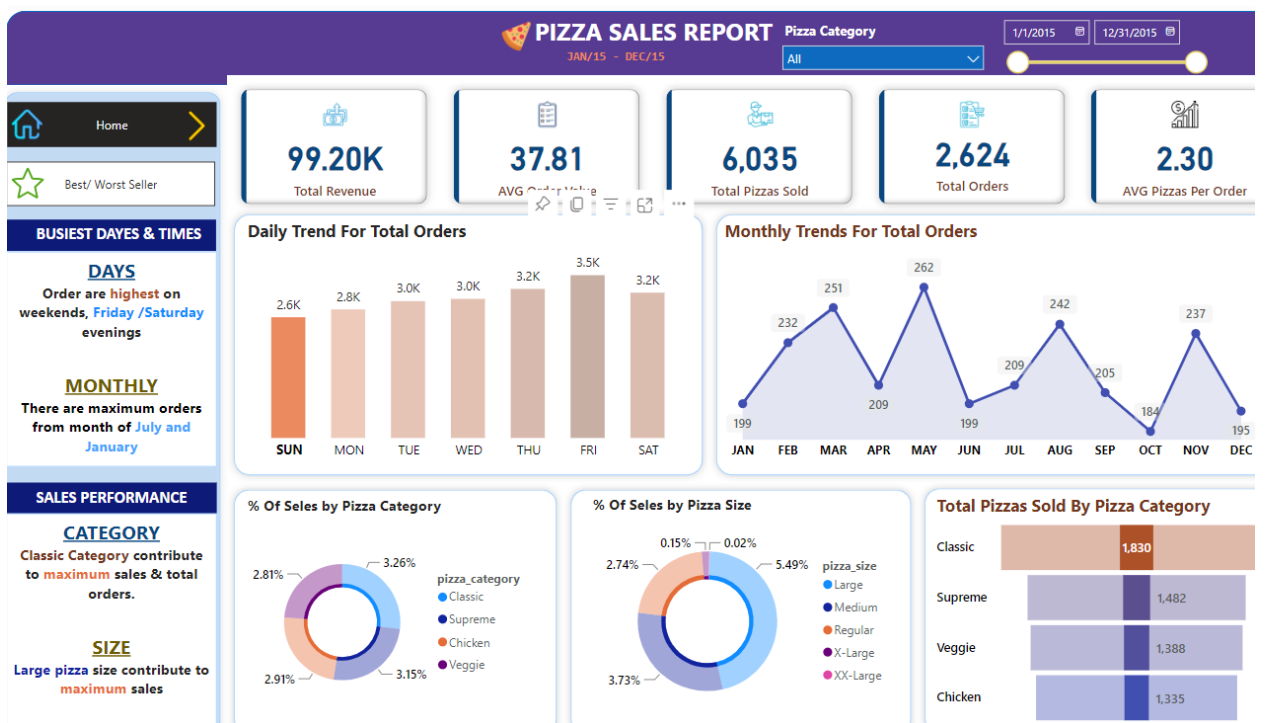 PIZZA SALES REPORT
JAN/15 - DEC/15
Pizza Category
All
1/1/2015
12/31/2015
Home
Best/ Worst Seller
99.20K
Total Revenue
37.81
AVG Order Value
6,035
Total Pizzas Sold
2,624
Total Orders
2.30
AVG Pizzas Per Order
BUSIEST DAYES & TIMES
DAYS
Order are highest on
weekends, Friday /Saturday
evenings
MONTHLY
There are maximum orders
from month of July and
January
SALES PERFORMANCE
CATEGORY
Classic Category contribute
to maximum sales & total
orders.
SIZE
Large pizza size contribute to
maximum sales
Daily Trend For Total Orders
2.6K
2.8K
3.0K
3.0K
3.2K
3.5K
3.2K
SUN
MON
TUE
WED
THU
FRI
SAT
Monthly Trends For Total Orders
199
232
251
209
262
199
209
242
205
184
237
195
JAN
FEB
MAR
APR
MAY
JUN
JUL
AUG
SEP
OCT
NOV
DEC
% Of Seles by Pizza Category
3.26%
2.81%
2.91%
3.15%
pizza_category
Classic
Supreme
Chicken
Veggie
% Of Seles by Pizza Size
0.15%
0.02%
2.74%
5.49%
3.73%
pizza_size
Large
Medium
Regular
X-Large
XX-Large
Total Pizzas Sold By Pizza Category
Classic
1,830
Supreme
1,482
Veggie
1,388
Chicken
1,335